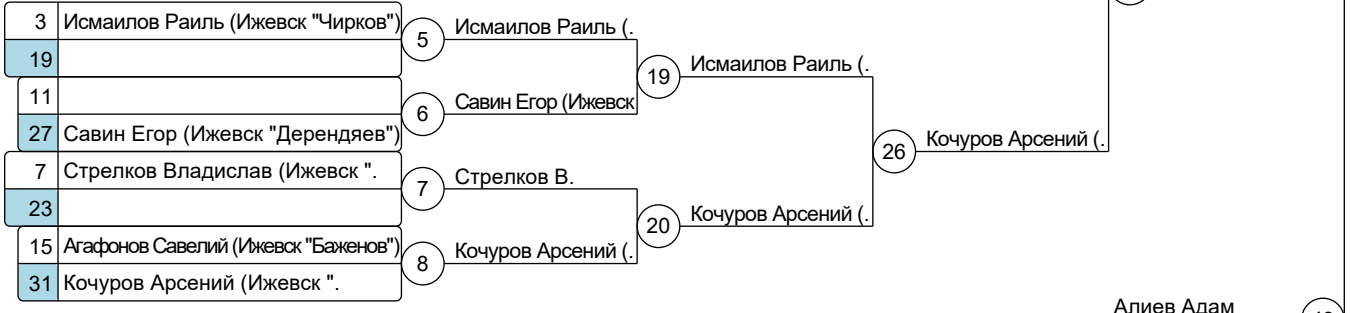 3 Исмаилов Раиль (Ижевск "Чирков")
19
11
27 Савин Егор (Ижевск "Дерендяев")
7 Стрелков Владислав (Ижевск ".
23
15 Агафонов Савелий (Ижевск "Баженов")
31 Кочуров Арсений (Ижевск ".
5
6
7
8
Исмаилов Раиль (.
Савин Егор (Ижевск
Стрелков В.
Кочуров Арсений (.
19
20
Исмаилов Раиль (.
Кочуров Арсений (.
26
Кочуров Арсений (.
Алиев Адам